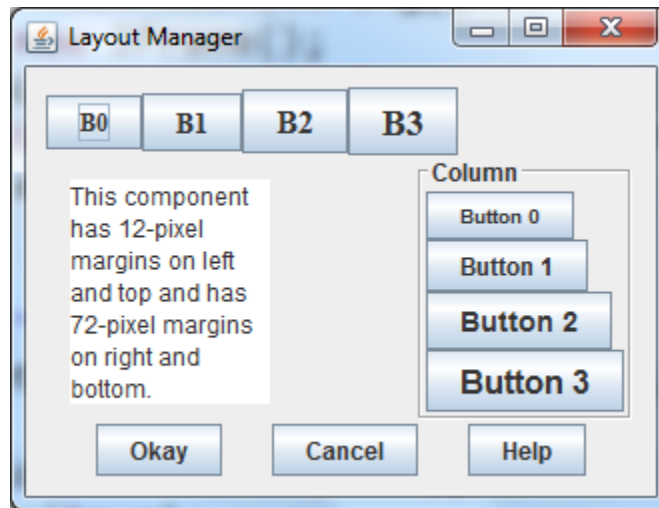 Layout Manager
B0 B1 B2 B3
This component
has 12-pixel
margins on left
and top and has
72-pixel margins
on right and
bottom.
Column
Button 0
Button 1
Button 2
Button 3
Okay Cancel Help